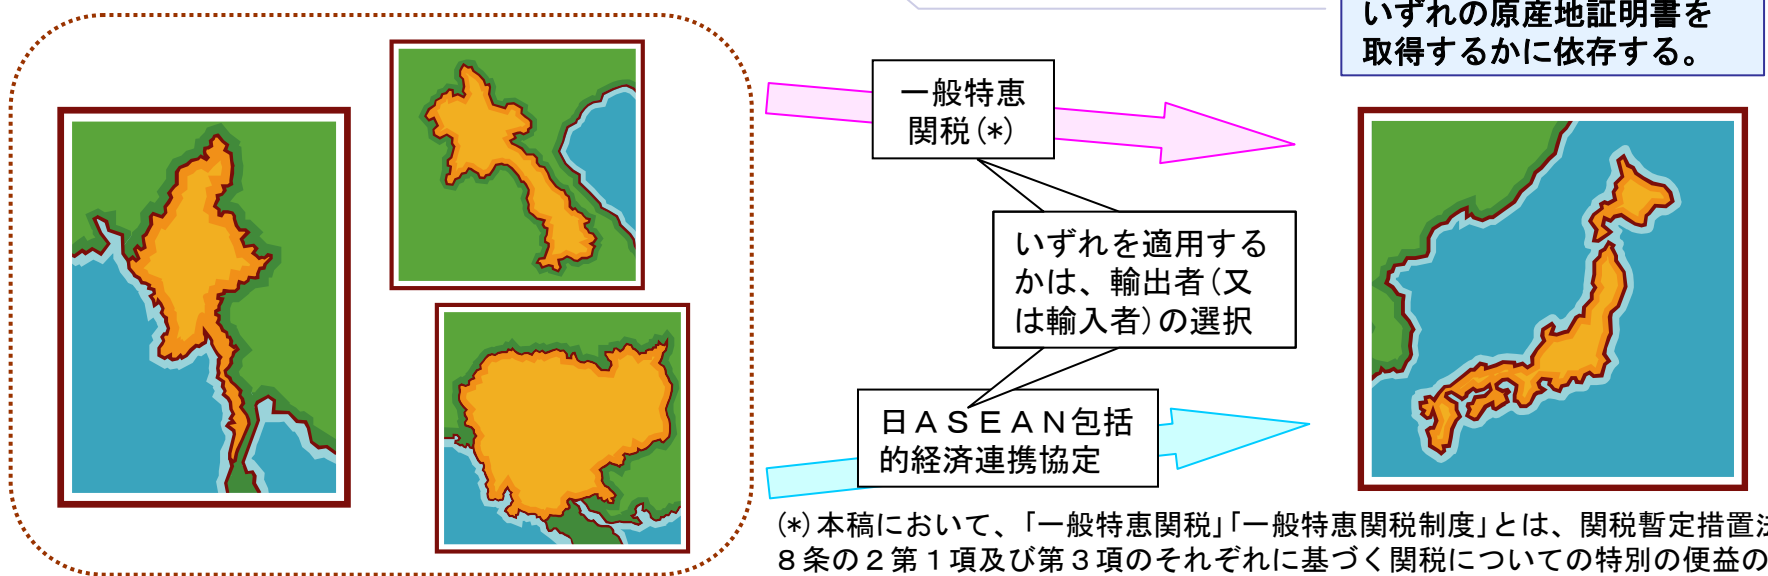 いずれの原産地証明書を
取得するかに依存する。
一般特恵
関税(*)
いずれを適用する
かは、輸出者(又
は輸入者)の選択
日ASEAN包括
的経済連携協定
(*)本稿において、「一般特恵関税」「一般特恵関税制度」とは、関税暫定措置法
8条の2第1項及び第3項のそれぞれに基づく関税についての特別の便益の